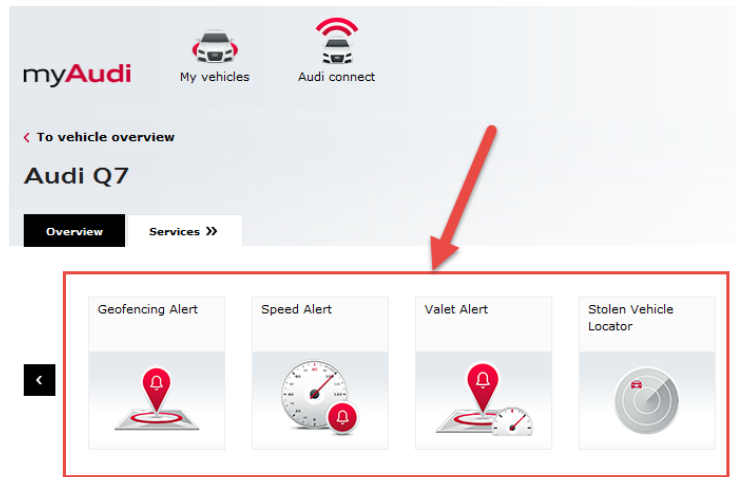 myAudi
My vehicles
Audi connect
To vehicle overview
Audi Q7
Overview
Services
Geofencing Alert
Speed Alert
Valet Alert
Stolen Vehicle
Locator